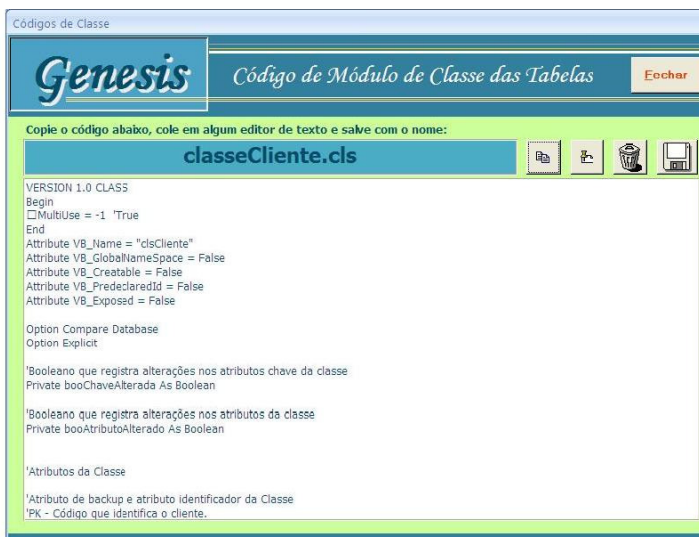 Códigos de Classe
Genesis
Código de Módulo de Classe das Tabelas
Fechar
Copie o código abaixo, cole em algum editor de texto e salve com o nome:
classeCliente.cls
VERSION 1.0 CLASS
Begin
□MultiUse = -1 'True
End
Attribute VB_Name = "clsCliente"
Attribute VB_GlobalNameSpace = False
Attribute VB_Creatable = False
Attribute VB_PredeclaredId = False
Attribute VB_Exposed = False
Option Compare Database
Option Explicit
'Booleano que registra alterações nos atributos chave da classe
Private booChaveAlterada As Boolean
'Booleano que registra alterações nos atributos da classe
Private booAtributoAlterado As Boolean
'Atributos da Classe
'Atributo de backup e atributo identificador da Classe
'PK - Código que identifica o cliente.